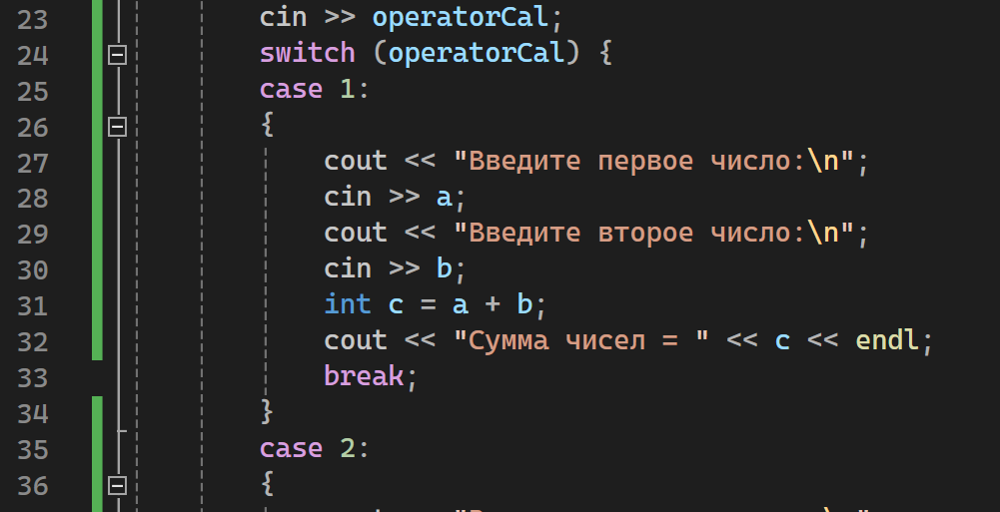 23 cin >> operatorCal;
24 switch (operatorCal) {
25 case 1:
26 {
27 cout << "Введите первое число:\n";
28 cin >> a;
29 cout << "Введите второе число:\n";
30 cin >> b;
31 int c = a + b;
32 cout << "Сумма чисел = " << c << endl;
33 break;
34 }
35 case 2:
36 {